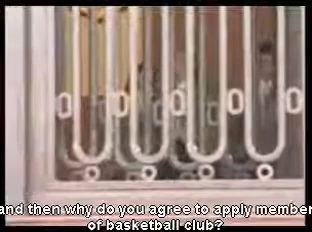 and then why do you agree to apply member
of basketball club?